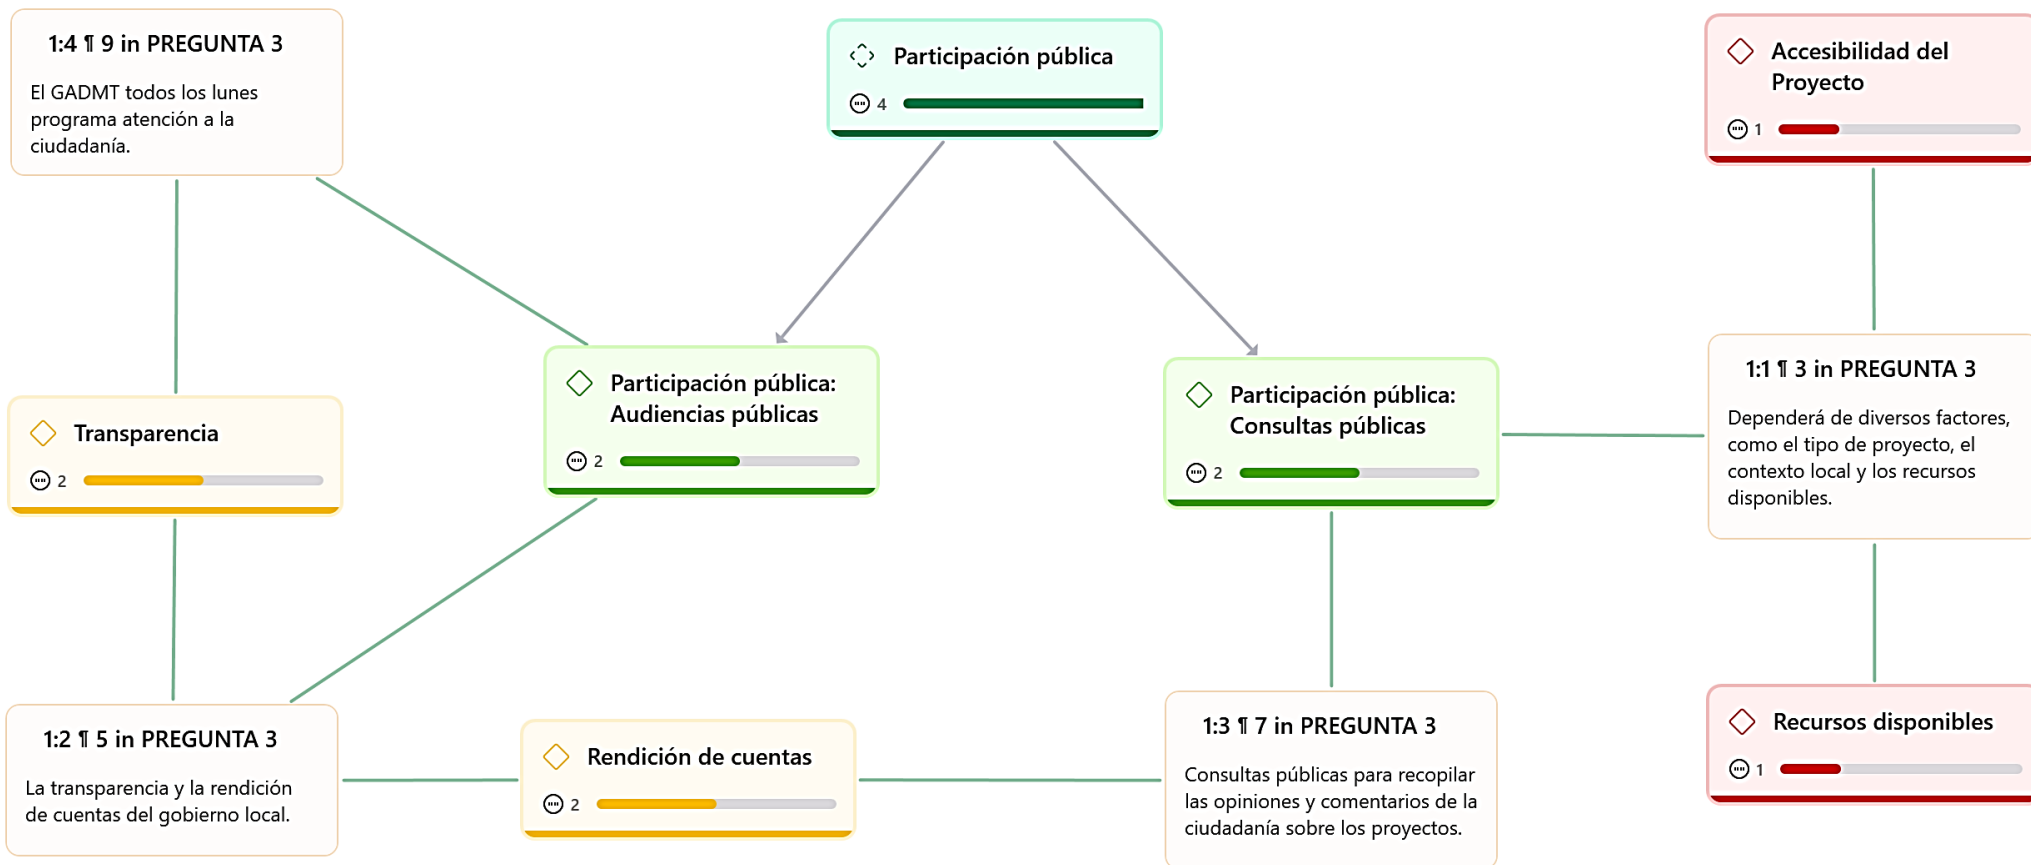 1:4 ¶ 9 in PREGUNTA 3
El GADMT todos los lunes
programa atención a la
ciudadanía.
Participación pública
4
Accesibilidad del
Proyecto
1
Transparencia
2
Participación pública:
Audiencias públicas
2
Participación pública:
Consultas públicas
2
1:1 ¶ 3 in PREGUNTA 3
Dependerá de diversos factores,
como el tipo de proyecto, el
contexto local y los recursos
disponibles.
1:2 ¶ 5 in PREGUNTA 3
La transparencia y la rendición
de cuentas del gobierno local.
Rendición de cuentas
2
1:3 ¶ 7 in PREGUNTA 3
Consultas públicas para recopilar
las opiniones y comentarios de la
ciudadanía sobre los proyectos.
Recursos disponibles
1